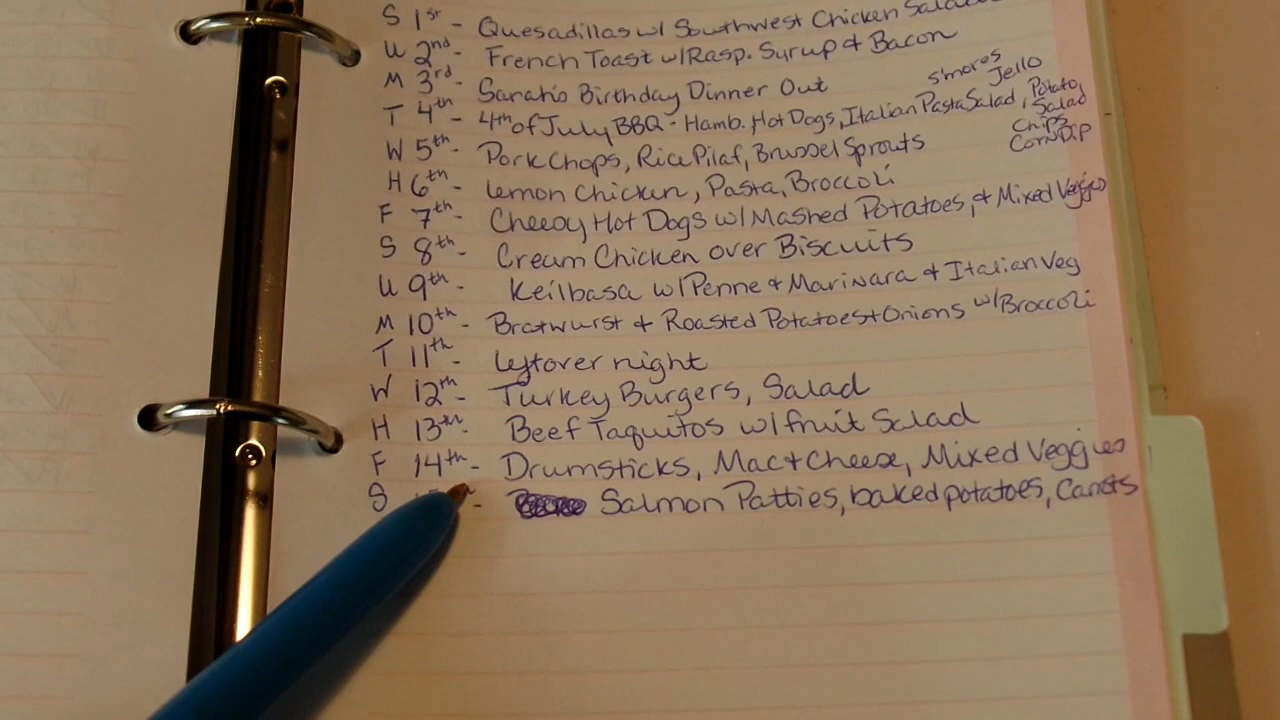 S 1st - Quesadillas w/ Southwest Chicken
U 2nd - French Toast w/Rasp. Syrup & Bacon
M 3rd - Sarah's Birthday Dinner Out
T 4th - 4th of July BBQ - Hamb. Hot Dogs, Italian Pasta Salad, Potato Salad
s'mores
Jello
Chips
Corn Dip
W 5th - Pork Chops, Rice Pilaf, Brussel Sprouts
H 6th - Lemon Chicken, Pasta, Broccoli
F 7th - Cheesy Hot Dogs w/ Mashed Potatoes, & Mixed Veggies
S 8th - Cream Chicken over Biscuits
U 9th - Keilbasa w/Penne & Marinara & Italian Veg
M 10th - Bratwurst & Roasted Potatoes & Onions w/Broccoli
T 11th - leftover night
W 12th - Turkey Burgers, Salad
H 13th - Beef Taquitos w/fruit Salad
F 14th - Drumsticks, Mac & Cheese, Mixed Veggies
S - Salmon Patties, baked potatoes, Carrots